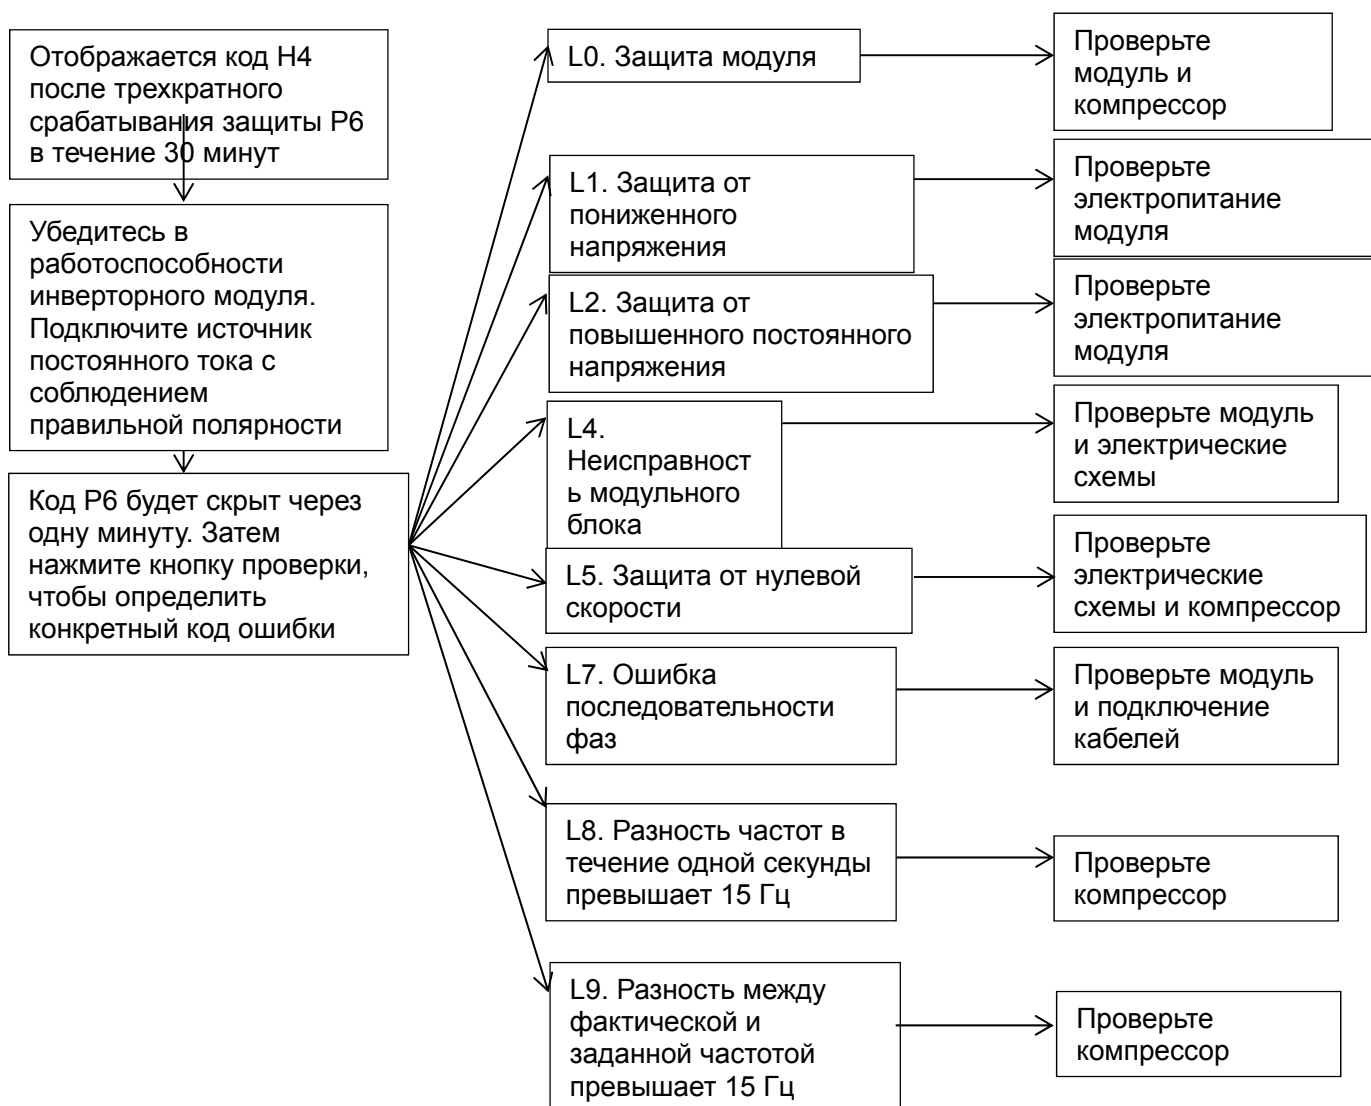 Отображается код H4
после трехкратного
срабатывания защиты P6
в течение 30 минут
Убедитесь в
работоспособности
инверторного модуля.
Подключите источник
постоянного тока с
соблюдением
правильной полярности
Код P6 будет скрыт через
одну минуту. Затем
нажмите кнопку проверки,
чтобы определить
конкретный код ошибки
L0. Защита модуля
Проверьте
модуль и
компрессор
L1. Защита от
пониженного
напряжения
Проверьте
электропитание
модуля
L2. Защита от
повышенного постоянного
напряжения
Проверьте
электропитание
модуля
L4.
Неисправност
ь модульного
блока
Проверьте модуль
и электрические
схемы
L5. Защита от нулевой
скорости
Проверьте
электрические
схемы и компрессор
L7. Ошибка
последовательности
фаз
Проверьте модуль
и подключение
кабелей
L8. Разность частот в
течение одной секунды
превышает 15 Гц
Проверьте
компрессор
L9. Разность между
фактической и
заданной частотой
превышает 15 Гц
Проверьте
компрессор